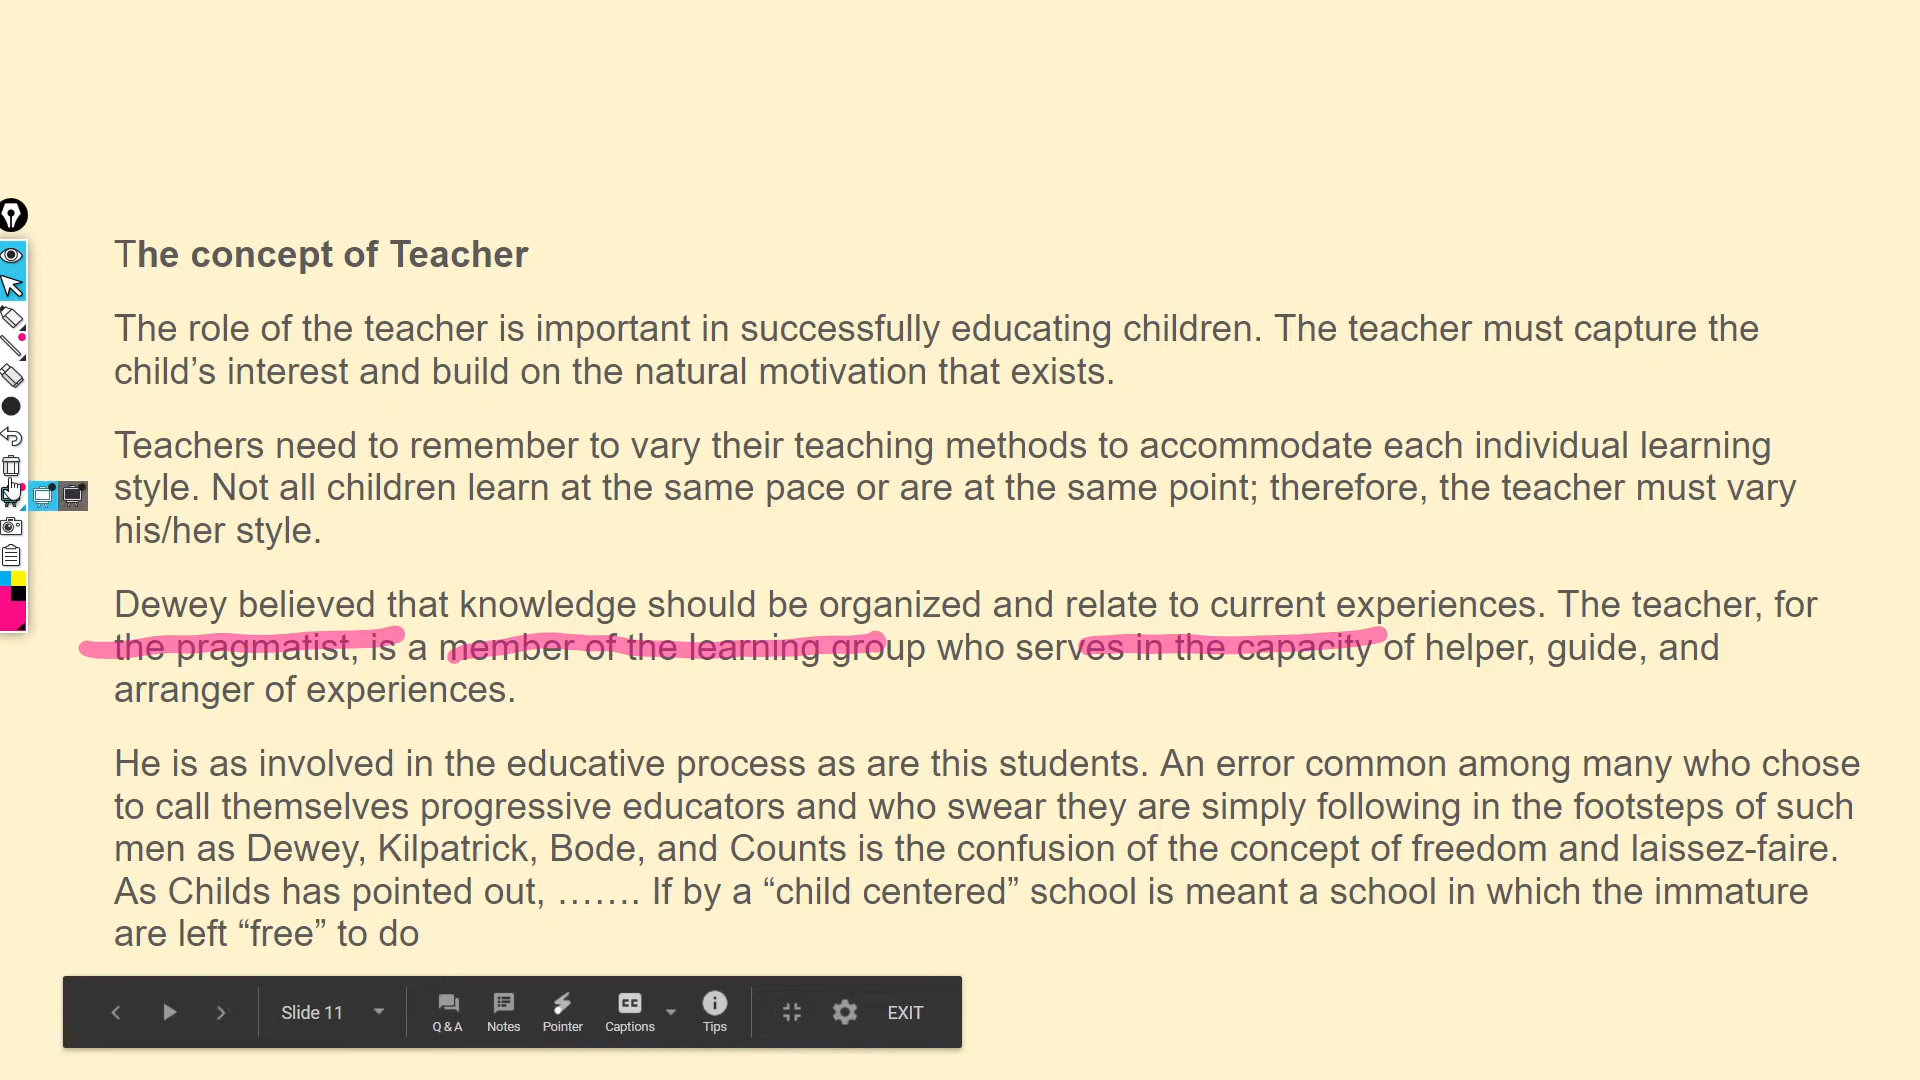 The concept of Teacher
The role of the teacher is important in successfully educating children. The teacher must capture the
child’s interest and build on the natural motivation that exists.
Teachers need to remember to vary their teaching methods to accommodate each individual learning
style. Not all children learn at the same pace or are at the same point; therefore, the teacher must vary
his/her style.
Dewey believed that knowledge should be organized and relate to current experiences. The teacher, for
the pragmatist, is a member of the learning group who serves in the capacity of helper, guide, and
arranger of experiences.
He is as involved in the educative process as are this students. An error common among many who chose
to call themselves progressive educators and who swear they are simply following in the footsteps of such
men as Dewey, Kilpatrick, Bode, and Counts is the confusion of the concept of freedom and laissez-faire.
As Childs has pointed out, ……. If by a “child centered” school is meant a school in which the immature
are left “free” to do
Slide 11
Q & A
Notes
Pointer
CC
Captions
Tips
EXIT